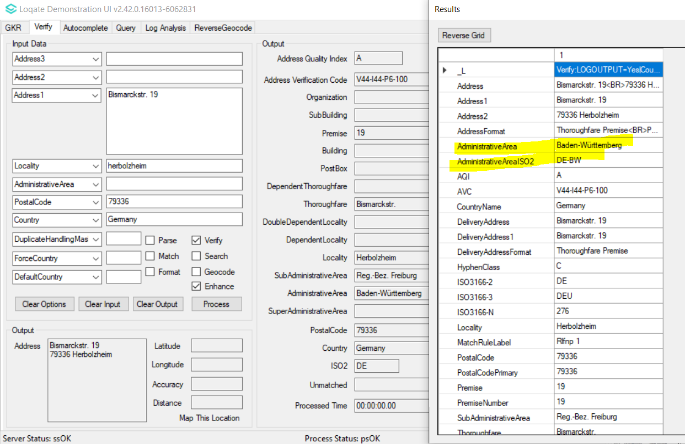 Loqate Demonstration UI v2.42.0.16013-6062831
GKR Verify Autocomplete Query Log Analysis ReverseGeocode
Input Data
Address3
Address2
Address1 Bismarckstr. 19
Locality herbolzheim
AdministrativeArea
PostalCode 79336
Country Germany
DuplicateHandlingMas Parse Verify
ForceCountry Match Search
DefaultCountry Format Geocode
Enhance
Clear Options Clear Input Clear Output Process
Output
Address Bismarckstr. 19
79336 Herbolzheim
Latitude
Longitude
Accuracy
Distance
Map This Location
Output
Address Quality Index A
Address Verification Code V44-I44-P6-100
Organization
SubBuilding
Premise 19
Building
PostBox
DependentThoroughfare
Thoroughfare Bismarckstr.
DoubleDependentLocality
DependentLocality
Locality Herbolzheim
SubAdministrativeArea Reg.-Bez. Freiburg
AdministrativeArea Baden-Württemberg
SuperAdministrativeArea
PostalCode 79336
Country Germany
ISO2 DE
Unmatched
Processed Time 00:00:00.00
Server Status: ssOK Process Status: psOK
Results
Reverse Grid
1
_L Verify:LOGOUTPUT=Yes|Cou...
Address Bismarckstr. 19<BR>79336 H...
Address1 Bismarckstr. 19
Address2 79336 Herbolzheim
AddressFormat Thoroughfare Premise<BR>P...
AdministrativeArea Baden-Württemberg
AdministrativeAreaISO2 DE-BW
AQI A
AVC V44-I44-P6-100
CountryName Germany
DeliveryAddress Bismarckstr. 19
DeliveryAddress1 Bismarckstr. 19
DeliveryAddressFormat Thoroughfare Premise
HyphenClass C
ISO3166-2 DE
ISO3166-3 DEU
ISO3166-N 276
Locality Herbolzheim
MatchRuleLabel Rlfnp 1
PostalCode 79336
PostalCodePrimary 79336
Premise 19
PremiseNumber 19
SubAdministrativeArea Reg.-Bez. Freiburg
Thoroughfare Bismarckstr.